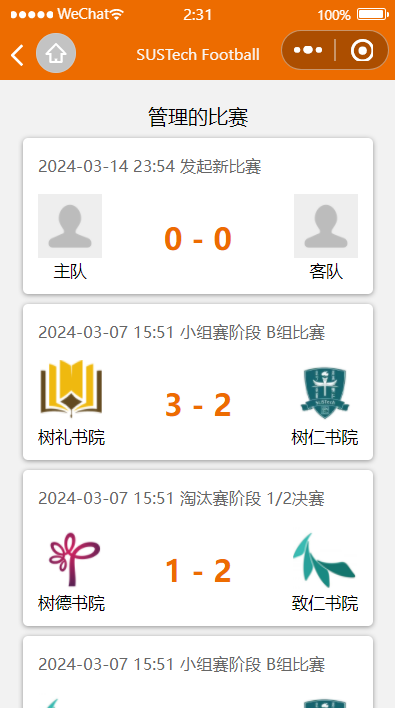 WeChat 2:31 100%
SUSTech Football
管理的比赛
2024-03-14 23:54 发起新比赛
0 - 0
主队 客队
2024-03-07 15:51 小组赛阶段 B组比赛
3 - 2
树礼书院 树仁书院
2024-03-07 15:51 淘汰赛阶段 1/2决赛
1 - 2
树德书院 致仁书院
2024-03-07 15:51 小组赛阶段 B组比赛